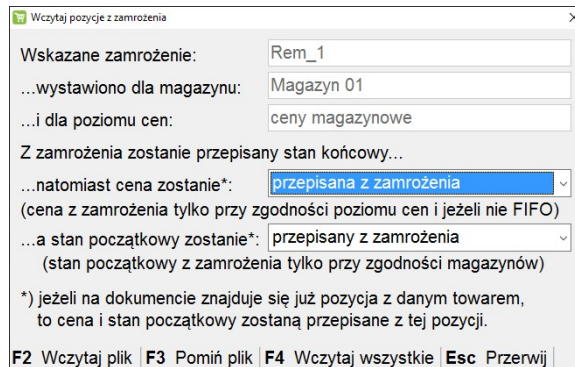 Wczytaj pozycje z zamrożenia
Wskazane zamrożenie: Rem_1
...wystawiono dla magazynu: Magazyn 01
...i dla poziomu cen: ceny magazynowe
Z zamrożenia zostanie przepisany stan końcowy...
...natomiast cena zostanie*: przepisana z zamrożenia
(cena z zamrożenia tylko przy zgodności poziomu cen i jeżeli nie FIFO)
...a stan początkowy zostanie*: przepisany z zamrożenia
(stan początkowy z zamrożenia tylko przy zgodności magazynów)
*) jeżeli na dokumencie znajduje się już pozycja z danym towarem,
to cena i stan początkowy zostaną przepisane z tej pozycji.
F2 Wczytaj plik F3 Pomiń plik F4 Wczytaj wszystkie Esc Przerwij